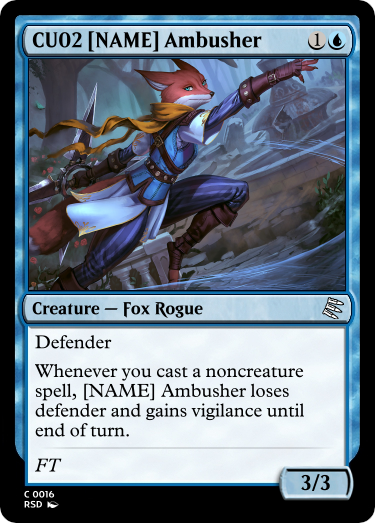 CU02 [NAME] Ambusher 1
Creature — Fox Rogue
Defender
Whenever you cast a noncreature
spell, [NAME] Ambusher loses
defender and gains vigilance until
end of turn.
FT
3/3
C 0016
RSD